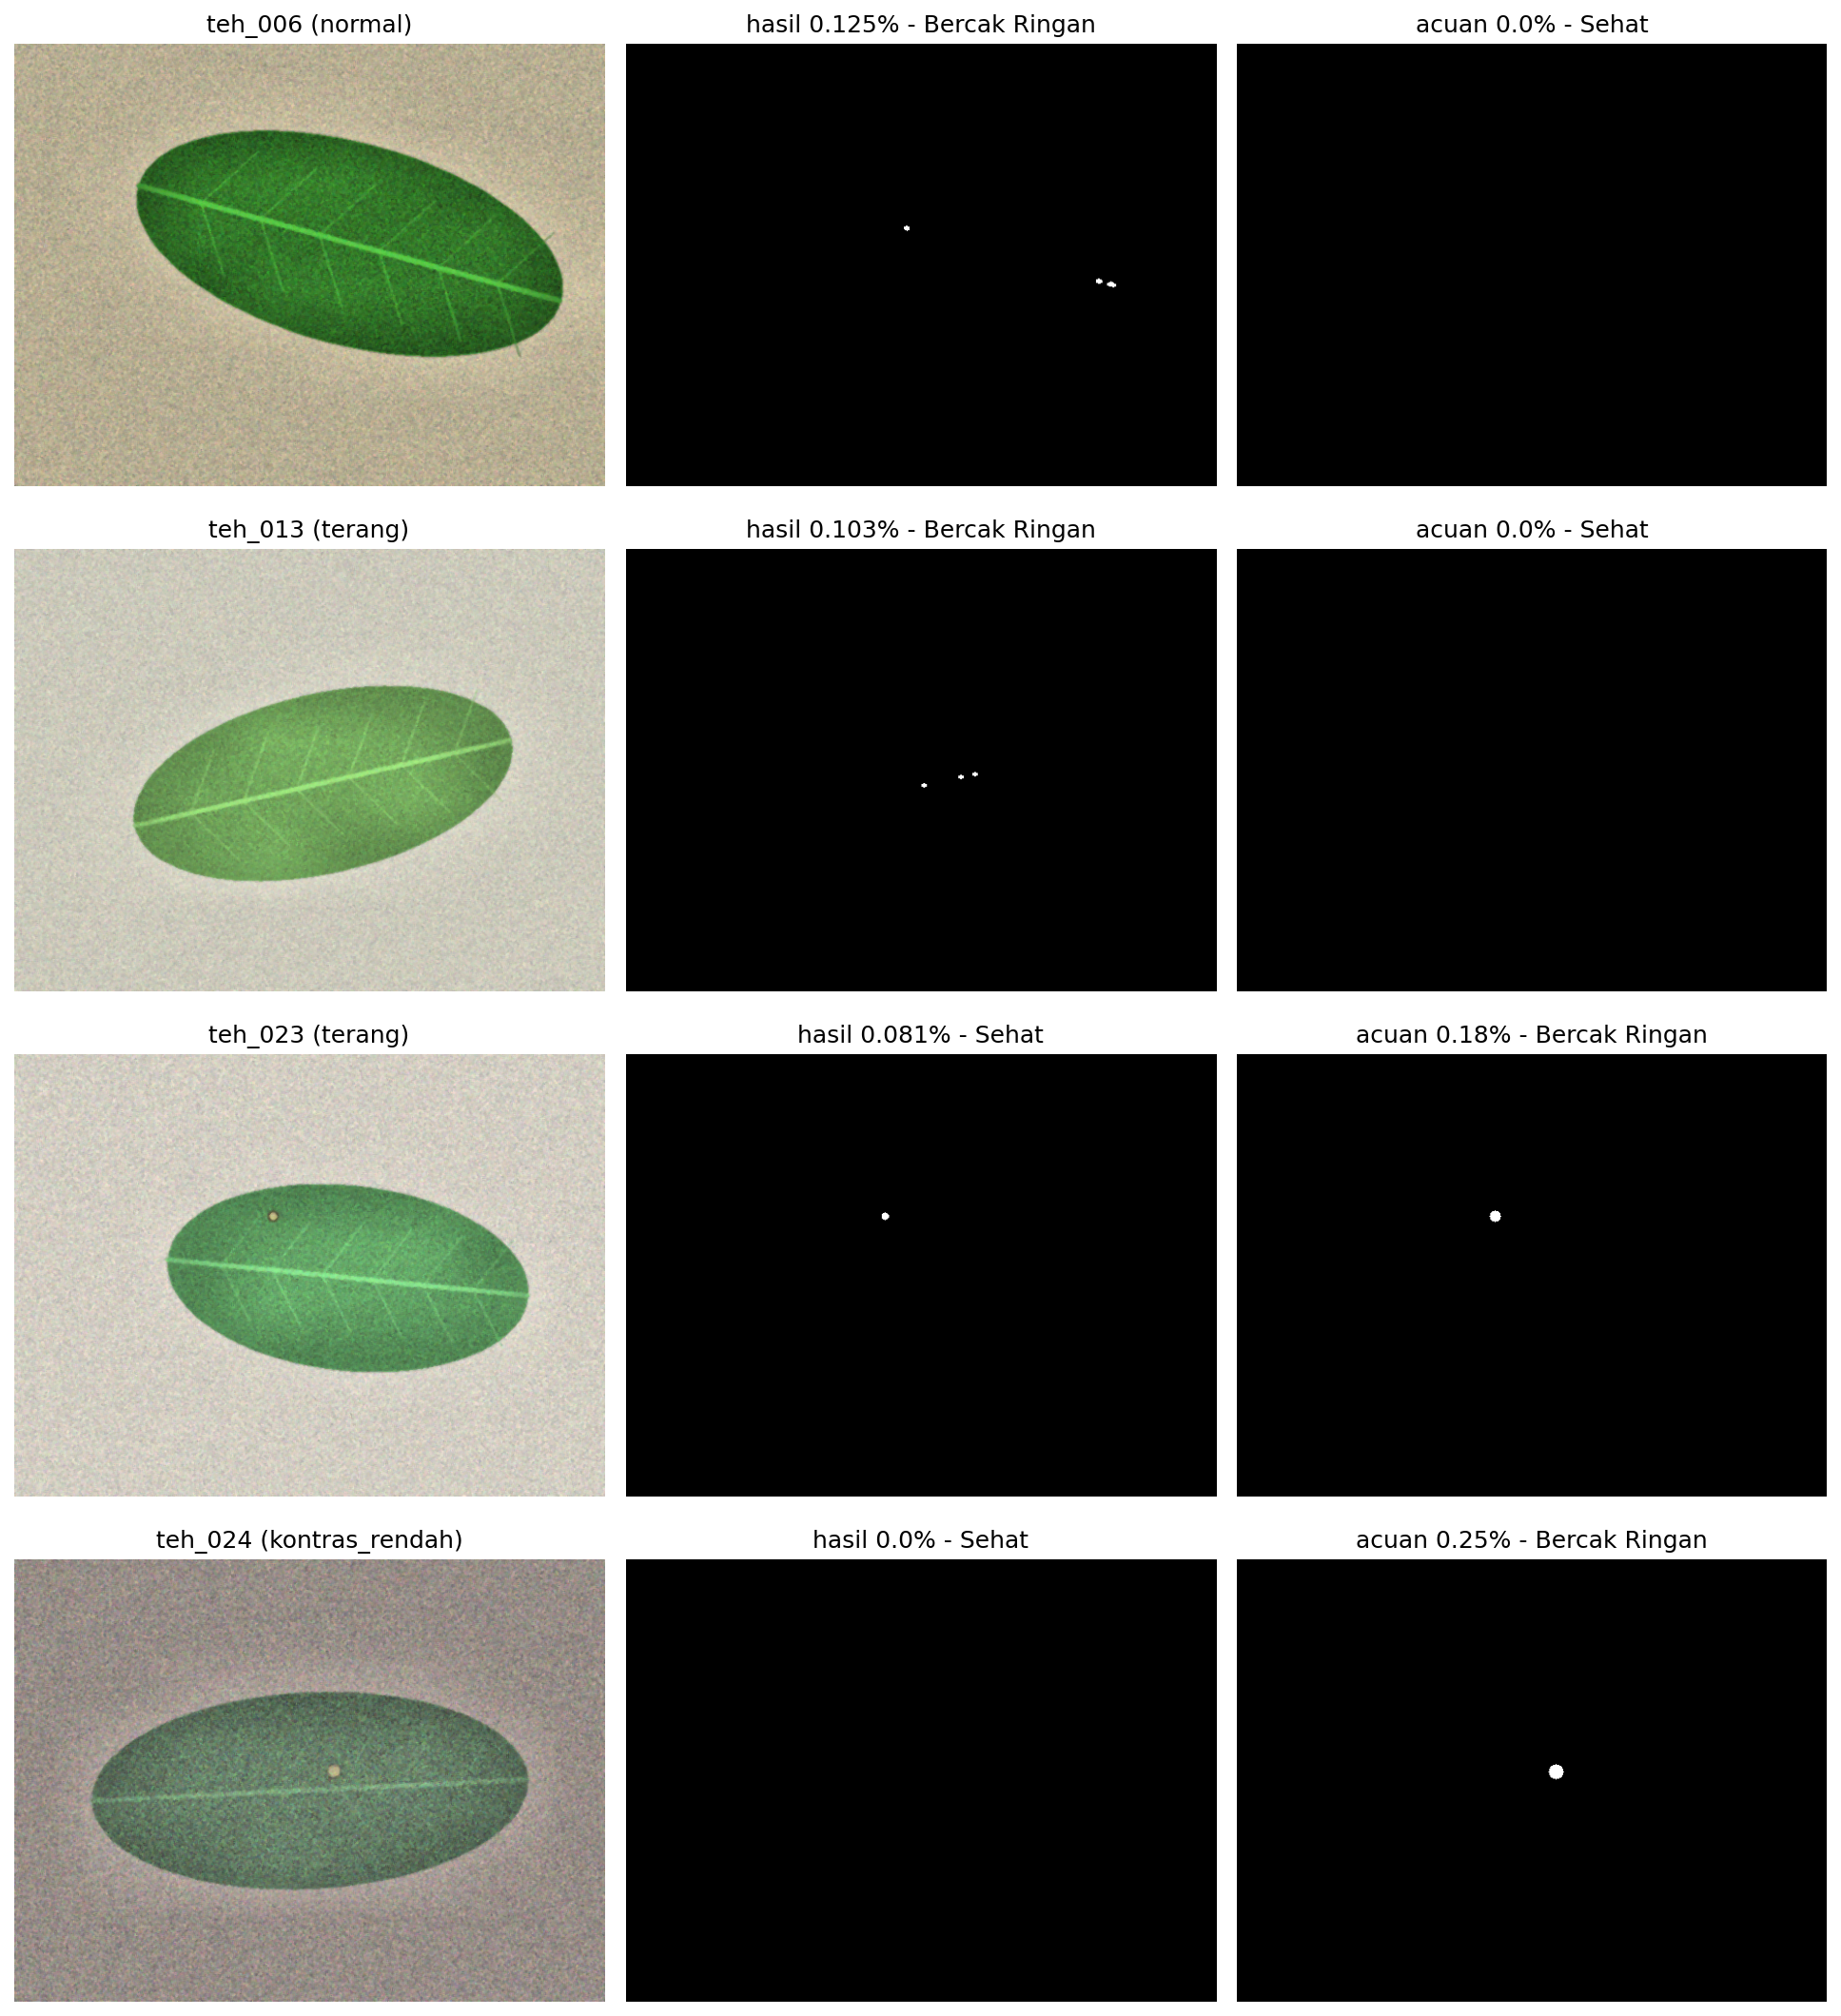 teh_006 (normal)
hasil 0.125% - Bercak Ringan
acuan 0.0% - Sehat
teh_013 (terang)
hasil 0.103% - Bercak Ringan
acuan 0.0% - Sehat
teh_023 (terang)
hasil 0.081% - Sehat
acuan 0.18% - Bercak Ringan
teh_024 (kontras_rendah)
hasil 0.0% - Sehat
acuan 0.25% - Bercak Ringan